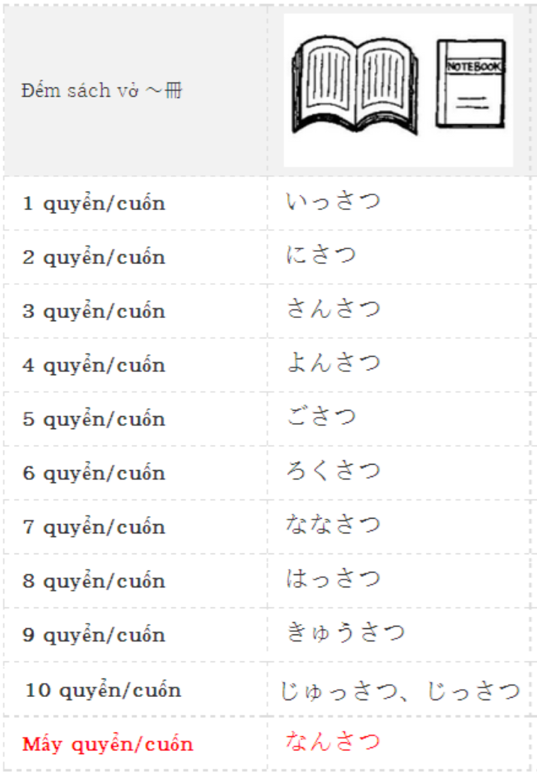 Đếm sách vở ～冊
NOTEBOOK
1 quyển/cuốn いっさつ
2 quyển/cuốn にさつ
3 quyển/cuốn さんさつ
4 quyển/cuốn よんさつ
5 quyển/cuốn ごさつ
6 quyển/cuốn ろくさつ
7 quyển/cuốn ななさつ
8 quyển/cuốn はっさつ
9 quyển/cuốn きゅうさつ
10 quyển/cuốn じゅっさつ、じっさつ
Mấy quyển/cuốn なんさつ